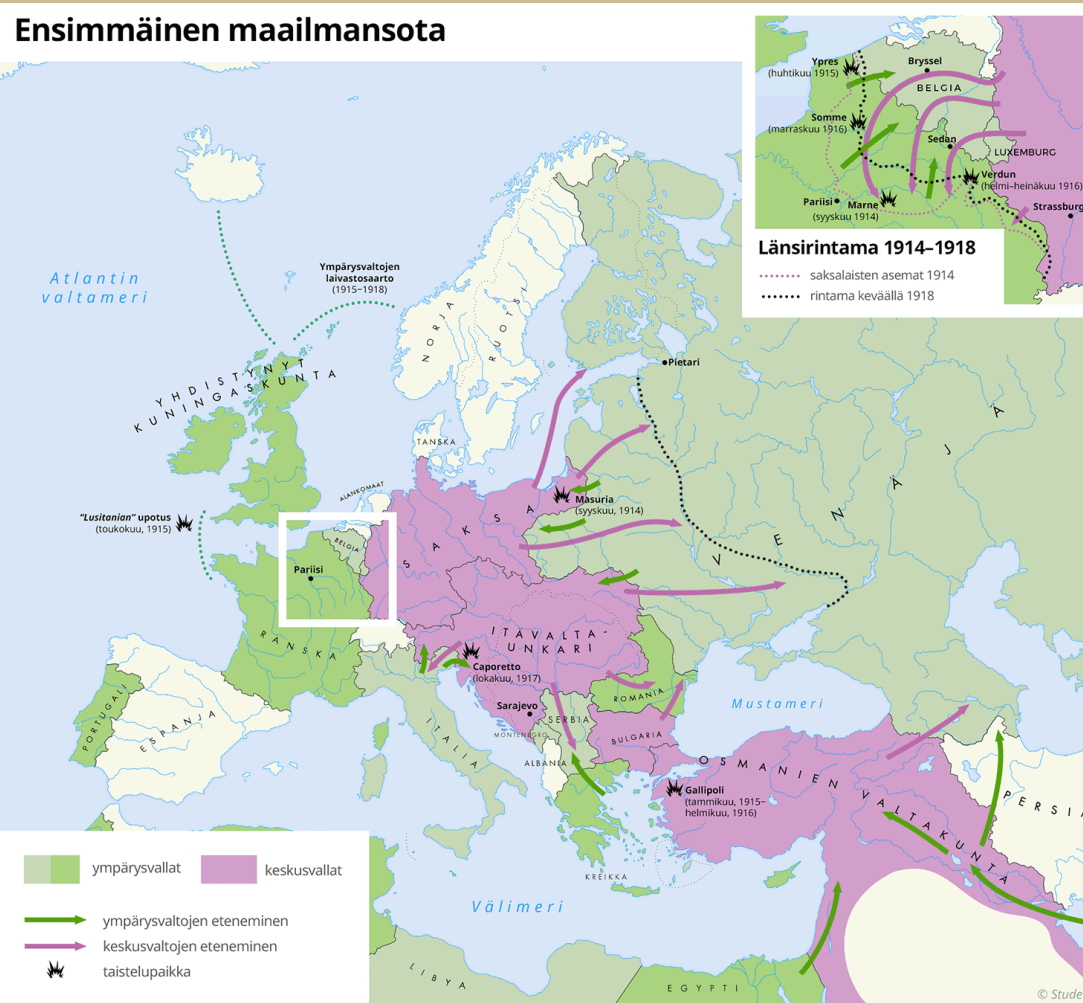 Ensimmäinen maailmansota
Ypres
(huhtikuu 1915)
Bryssel
BELGIA
Somme
(marraskuu 1916)
Sedan
LUXEMBURG
Verdun
(helmi–heinäkuu 1916)
Pariisi
Marne
(syyskuu 1914)
Strassburg
Länsirintama 1914–1918
saksalaisten asemat 1914
rintama keväällä 1918
Atlantin
valtameri
Ympärysvaltojen
laivastosaarto
(1915–1918)
NORJA
RUOTSI
Pietari
YHDISTYNYT
KUNINGASKUNTA
TANSKA
ALANKOMAAT
"Lusitanian" upotus
(toukokuu, 1915)
BELGIA
Pariisi
SAKSA
Masuria
(syyskuu, 1914)
VENÄJÄ
RANSKA
ITÄVALTA-
UNKARI
Caporetto
(lokakuu, 1917)
Sarajevo
SERBIA
MONTENEGRO
ALBANIA
ROMANIA
BULGARIA
Mustameri
PORTUGALI
ESPANJA
ITALIA
OSMANIEN VALTAKUNTA
PERSIA
Gallipoli
(tammikuu, 1915–
helmikuu, 1916)
KREIKKA
Välimeri
LIBYA
EGYPTI
ympärysvallat
keskusvallat
ympärysvaltojen eteneminen
keskusvaltojen eteneminen
taistelupaikka
© Stude